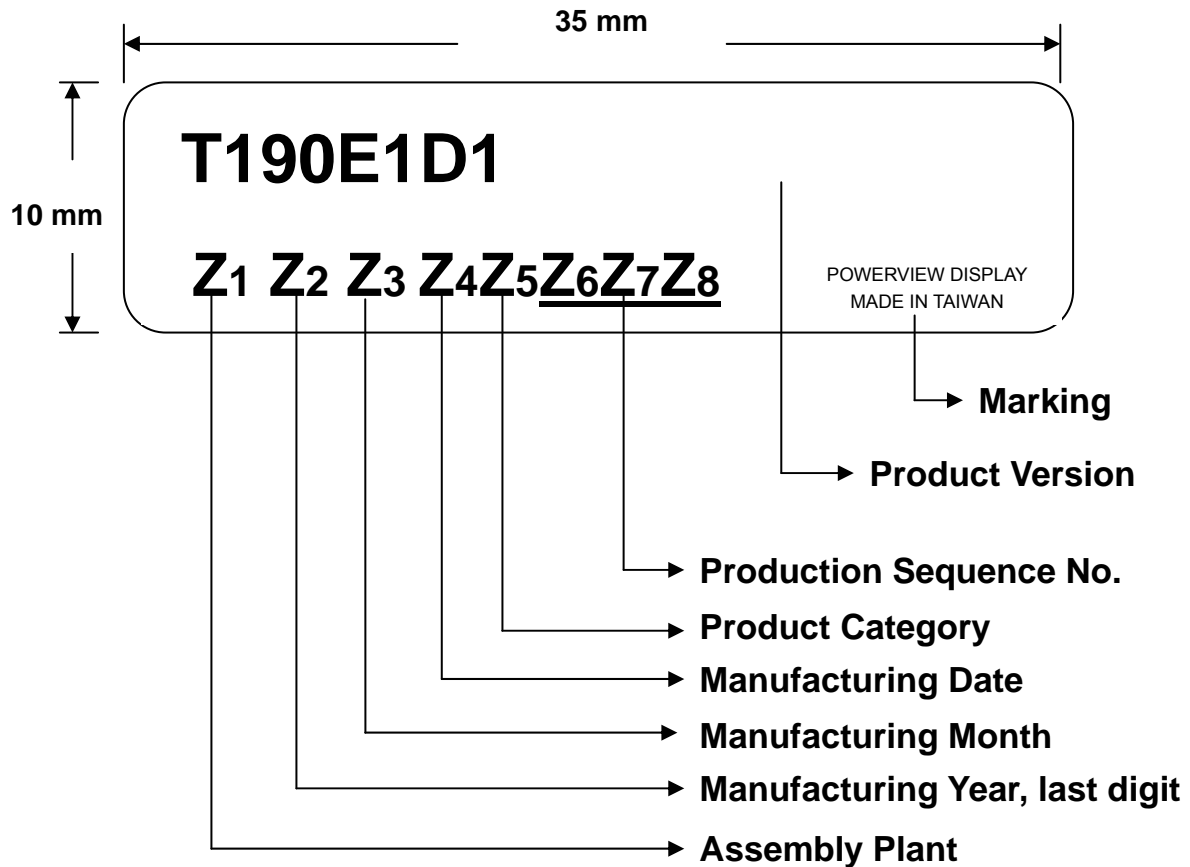 35 mm
10 mm
T190E1D1
Z1 Z2 Z3 Z4Z5Z6Z7Z8
POWERVIEW DISPLAY
MADE IN TAIWAN
Marking
Product Version
Production Sequence No.
Product Category
Manufacturing Date
Manufacturing Month
Manufacturing Year, last digit
Assembly Plant